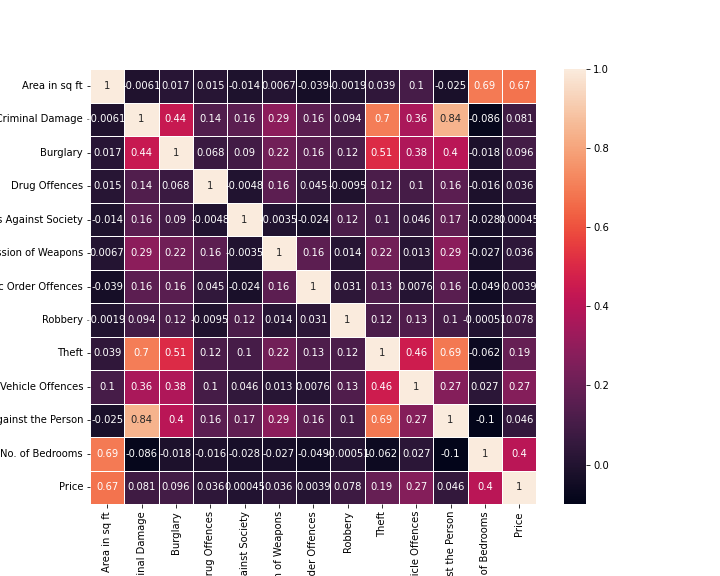 Area in sq ft 1 -0.0061 0.017 0.015 -0.014 0.0067 -0.039 -0.0019 0.039 0.1 -0.025 0.69 0.67
Criminal Damage -0.0061 1 0.44 0.14 0.16 0.29 0.16 0.094 0.7 0.36 0.84 -0.086 0.081
Burglary 0.017 0.44 1 0.068 0.09 0.22 0.16 0.12 0.51 0.38 0.4 -0.018 0.096
Drug Offences 0.015 0.14 0.068 1 -0.0048 0.16 0.045 -0.0095 0.12 0.1 0.16 -0.016 0.036
s Against Society -0.014 0.16 0.09 -0.0048 1 -0.0035 -0.024 0.12 0.1 0.046 0.17 -0.028 0.00045
ssion of Weapons 0.0067 0.29 0.22 0.16 -0.0035 1 0.16 0.014 0.22 0.013 0.29 -0.027 0.036
c Order Offences -0.039 0.16 0.16 0.045 -0.024 0.16 1 0.031 0.13 0.0076 0.16 -0.049 0.0039
Robbery -0.0019 0.094 0.12 -0.0095 0.12 0.014 0.031 1 0.12 0.13 0.1 -0.00051 0.078
Theft 0.039 0.7 0.51 0.12 0.1 0.22 0.13 0.12 1 0.46 0.69 -0.062 0.19
Vehicle Offences 0.1 0.36 0.38 0.1 0.046 0.013 0.0076 0.13 0.46 1 0.27 0.027 0.27
gainst the Person -0.025 0.84 0.4 0.16 0.17 0.29 0.16 0.1 0.69 0.27 1 -0.1 0.046
No. of Bedrooms 0.69 -0.086 -0.018 -0.016 -0.028 -0.027 -0.049 -0.00051 -0.062 0.027 -0.1 1 0.4
Price 0.67 0.081 0.096 0.036 0.00045 0.036 0.0039 0.078 0.19 0.27 0.046 0.4 1
Area in sq ft
inal Damage
Burglary
rug Offences
ainst Society
n of Weapons
der Offences
Robbery
Theft
icle Offences
st the Person
of Bedrooms
Price
1.0
0.8
0.6
0.4
0.2
0.0